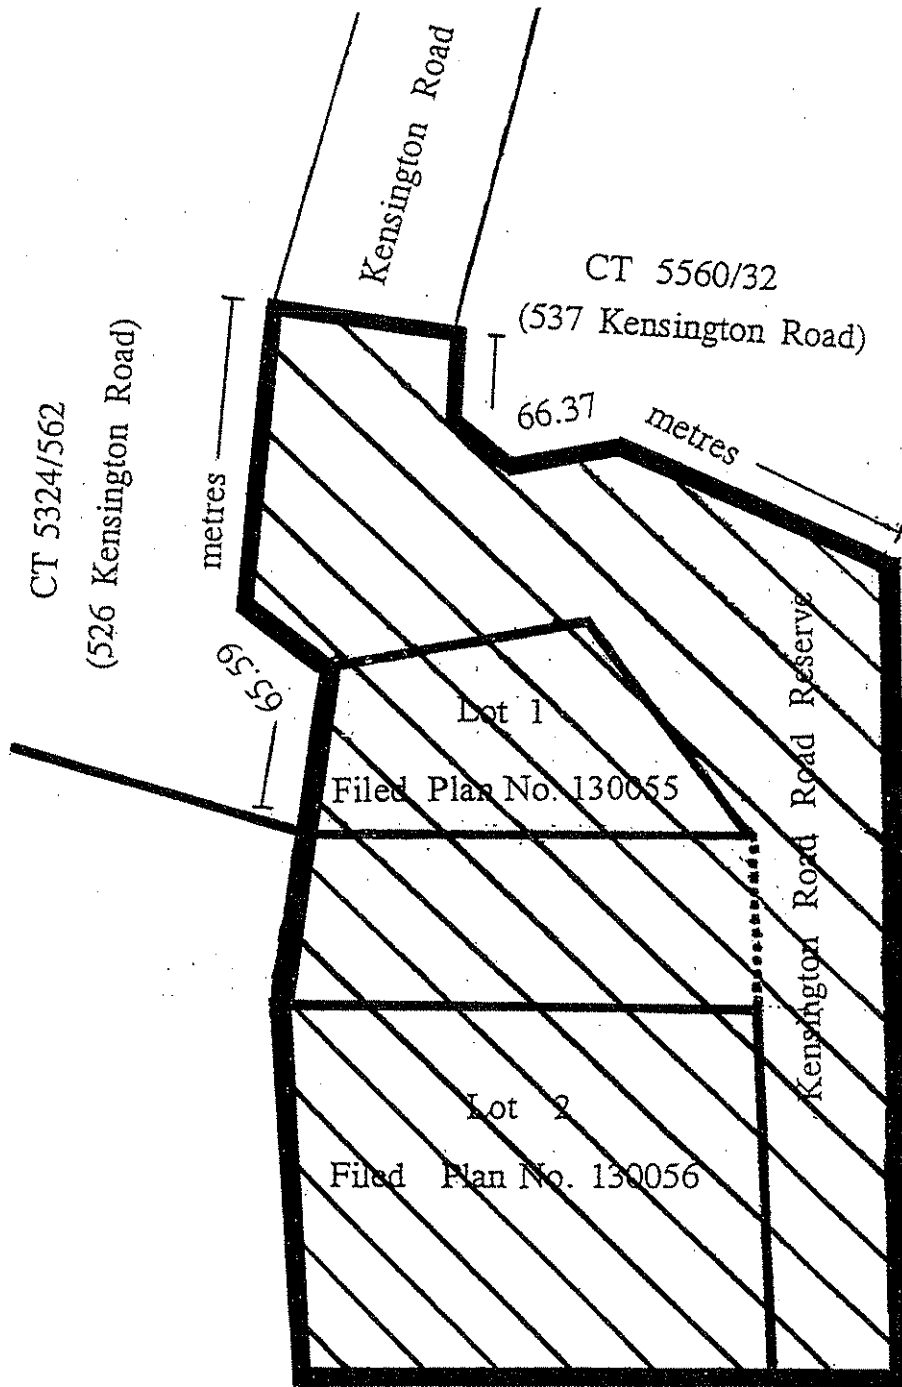 Kensington Road
CT 5560/32
(537 Kensington Road)
66.37 metres
CT 5324/562
(526 Kensington Road)
65.59 metres
Lot 1
Filed Plan No. 130055
Kensington Road Road Reserve
Lot 2
Filed Plan No. 130056